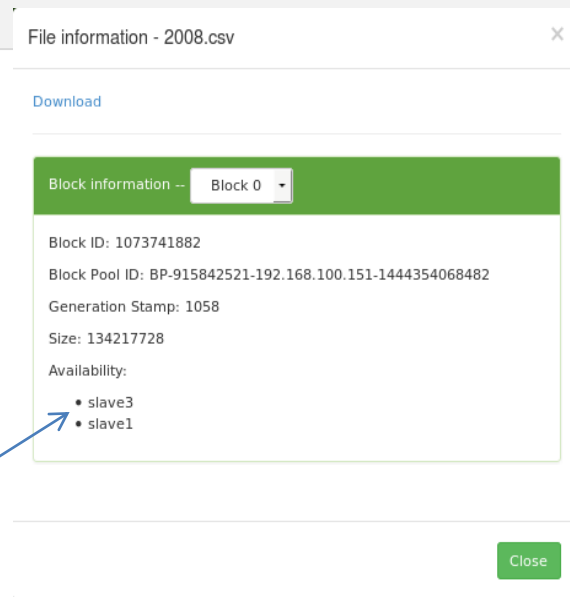 File information - 2008.csv
×
Download
Block information -- Block 0
Block ID: 1073741882
Block Pool ID: BP-915842521-192.168.100.151-1444354068482
Generation Stamp: 1058
Size: 134217728
Availability:
• slave3
• slave1
Close